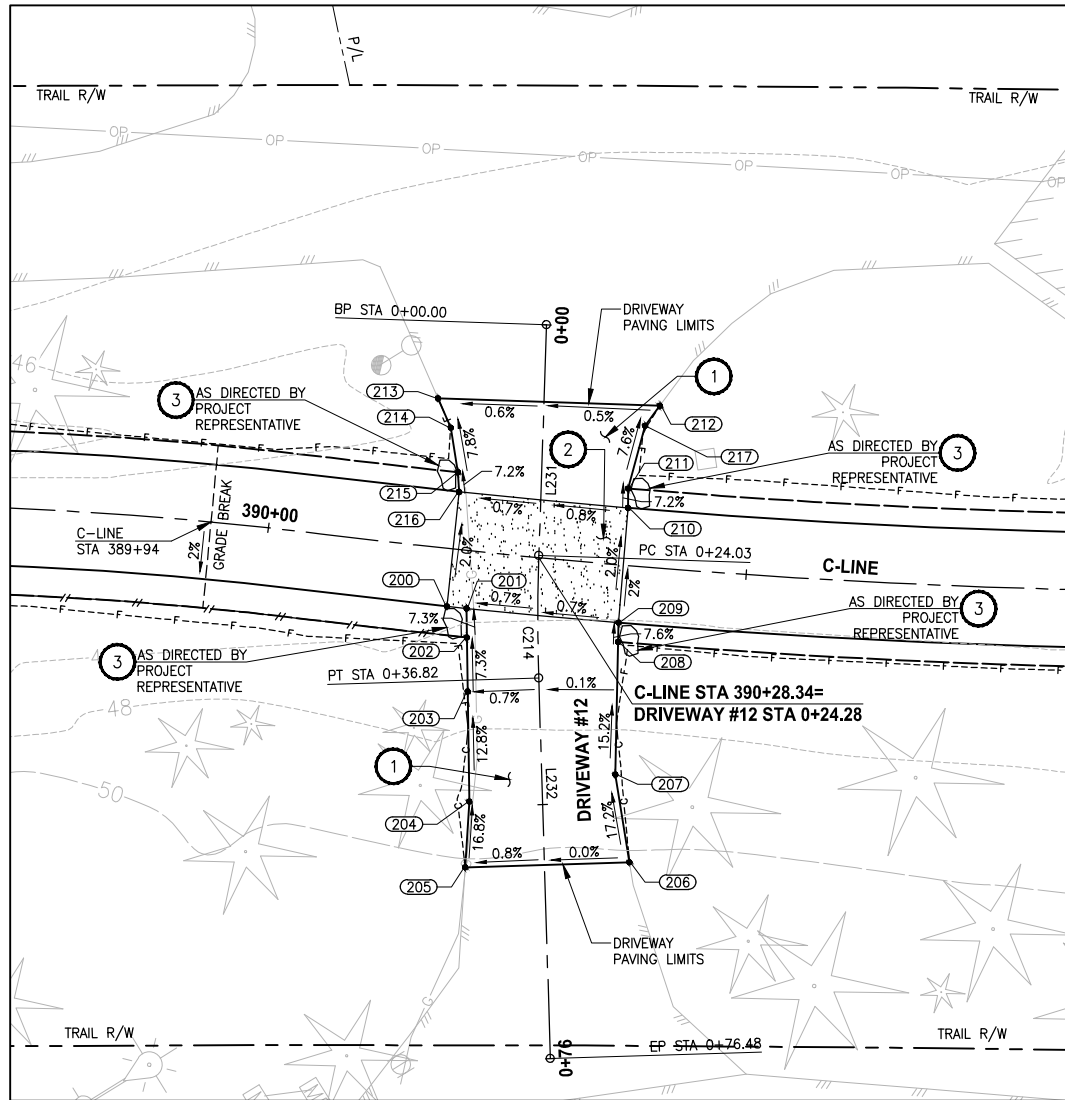 P/L
TRAIL R/W
TRAIL R/W
OP
OP
OP
OP
OP
OP
BP STA 0+00.00
0+00
DRIVEWAY
PAVING LIMITS
46
213
1
3
AS DIRECTED BY
PROJECT
REPRESENTATIVE
0.6%
0.5%
212
214
7.8%
7.6%
2
217
211
AS DIRECTED BY
PROJECT
REPRESENTATIVE
3
F
F
F
F
F
F
F
F
215
7.2%
L231
7.2%
216
0.7%
0.8%
210
GRADE BREAK
390+00
C-LINE
STA 389+94
2%
2.0%
2.0%
PC STA 0+24.03
C-LINE
2%
200
201
0.7%
0.7%
209
AS DIRECTED BY
PROJECT
REPRESENTATIVE
3
7.3%
7.6%
F
F
F
F
F
3
AS DIRECTED BY
PROJECT
REPRESENTATIVE
202
7.3%
C214
208
PT STA 0+36.82
0.1%
0.7%
203
C-LINE STA 390+28.34=
DRIVEWAY #12 STA 0+24.28
48
12.8%
15.2%
DRIVEWAY #12
C
C
50
1
L232
207
204
C
C
16.8%
17.2%
205
0.8%
0.0%
206
DRIVEWAY
PAVING LIMITS
G
TRAIL R/W
TRAIL R/W
0+76
EP STA 0+76.48